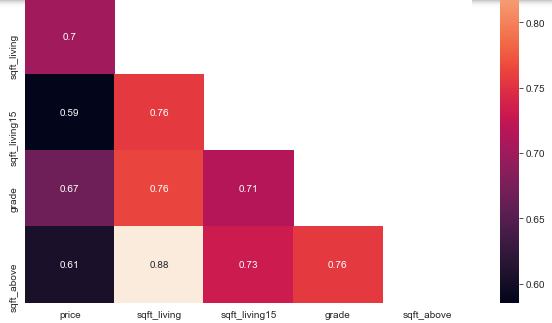 sqft_living
0.7
sqft_living15
0.59 0.76
grade
0.67 0.76 0.71
sqft_above
0.61 0.88 0.73 0.76
price sqft_living sqft_living15 grade sqft_above
0.80
0.75
0.70
0.65
0.60